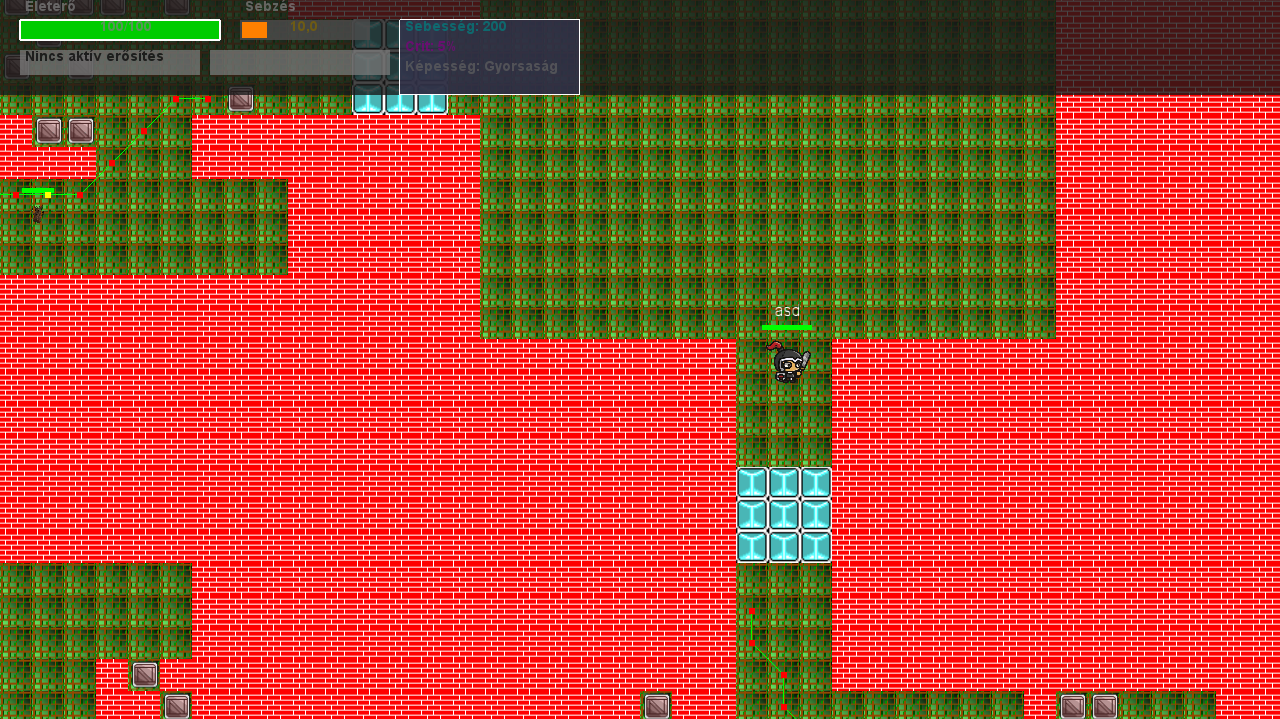 Életerő
Sebzés
100/100
10.0
Sebesség: 200
Nincs aktív erősítés
Képesség: Gyorsaság
asd